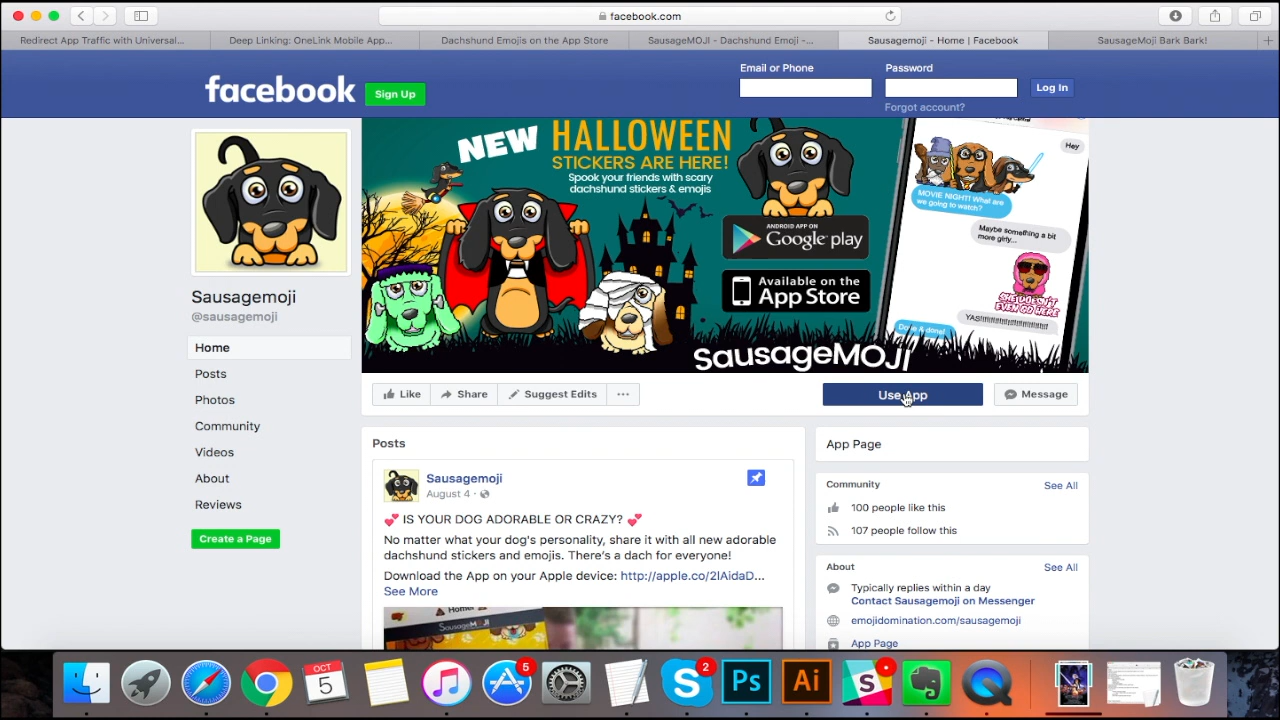 facebook.com
Redirect App Traffic with Universal...
Deep Linking: OneLink Mobile App...
Dachshund Emojis on the App Store
SausageMOJI - Dachshund Emoji -...
Sausagemoji - Home | Facebook
SausageMoji Bark Bark!
facebook
Sign Up
Email or Phone
Password
Log In
Forgot account?
NEW
HALLOWEEN
STICKERS ARE HERE!
Spook your friends with scary
dachshund stickers & emojis
ANDROID APP ON
Google play
Available on the
App Store
SausageMOJI
Hey
MOVIE NIGHT! What are
we going to watch?
Maybe something a bit
more girly...
SHE DOESN'T
EVEN GO HERE
Sausagemoji
@sausagemoji
Home
Posts
Photos
Community
Videos
About
Reviews
Create a Page
Like
Share
Suggest Edits
Use App
Message
Posts
Sausagemoji
August 4
💕 IS YOUR DOG ADORABLE OR CRAZY? 💕
No matter what your dog's personality, share it with all new adorable
dachshund stickers and emojis. There's a dach for everyone!
Download the App on your Apple device: http://apple.co/2lAidaD...
See More
SausageMOJI
App Page
Community
See All
100 people like this
107 people follow this
About
See All
Typically replies within a day
Contact Sausagemoji on Messenger
emojidomination.com/sausagemoji
App Page
OCT
5
5
2
Ps
Ai